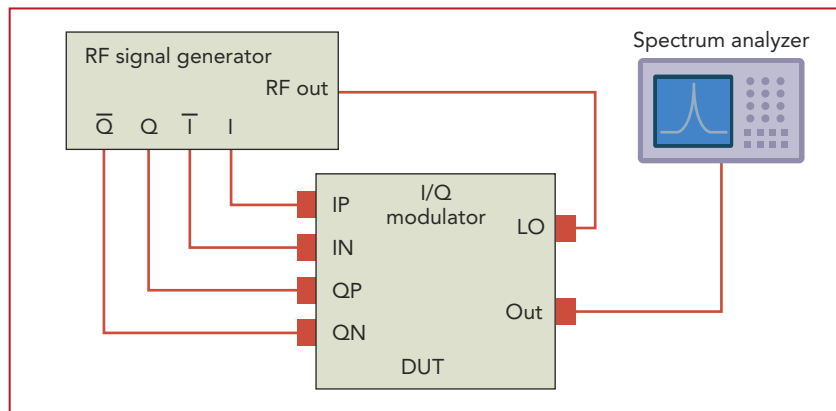 RF signal generator
RF out
Q̅ Q I̅ I
Spectrum analyzer
I/Q
modulator
IP
IN
QP
QN
LO
Out
DUT